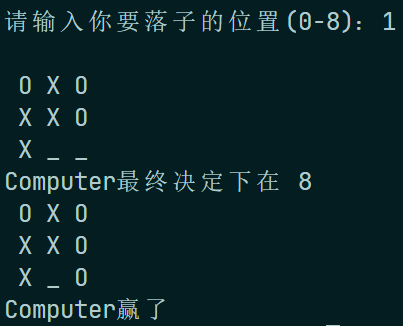 请输入你要落子的位置(0-8): 1
O X O
X X O
X _ _
Computer最终决定下在 8
O X O
X X O
X _ O
Computer赢了